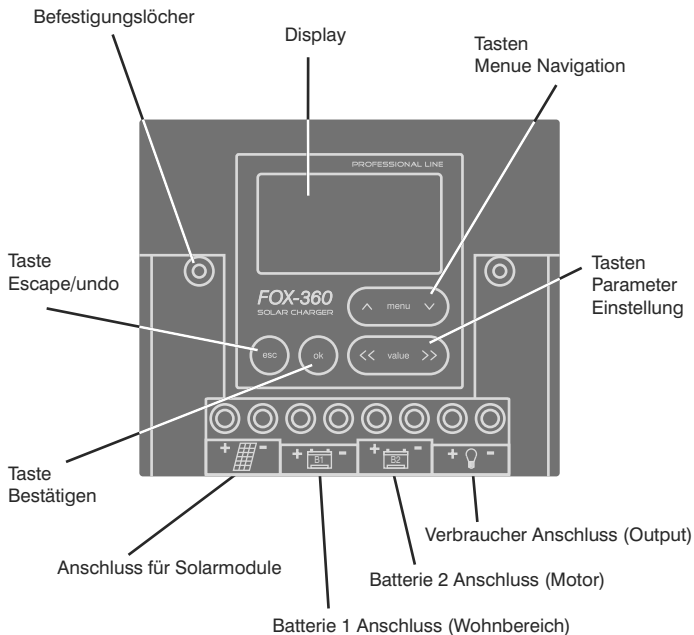 Befestigungslöcher
Display
Tasten
Menue Navigation
PROFESSIONAL LINE
Taste
Escape/undo
Tasten
Parameter
Einstellung
FOX-360
SOLAR CHARGER
menu
esc
ok
<< value >>
+ - + B1 - + B2 - + -
Taste
Bestätigen
Verbraucher Anschluss (Output)
Anschluss für Solarmodule
Batterie 2 Anschluss (Motor)
Batterie 1 Anschluss (Wohnbereich)